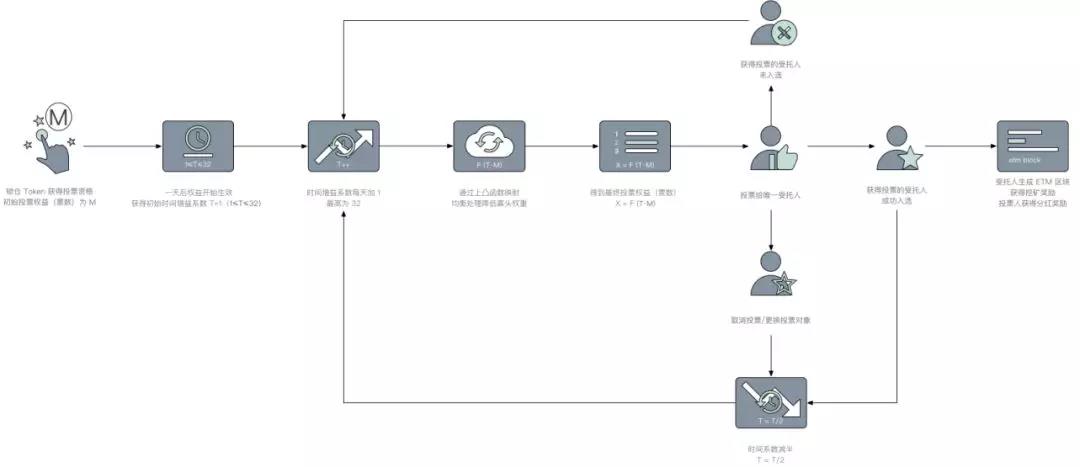 获得投票的受托人
未入选
M
1≤T≤32
T++
F (T·M)
1
2
3
X = F (T·M)
etm block
锁仓 Token 获得投票资格
初始投票权益（票数）为 M
一天后权益开始生效
获得初始时间增益系数 T=1（1≤T≤32）
时间增益系数每天加 1
最高为 32
通过上凸函数映射
均衡处理降低寡头权重
得到最终投票权益（票数）
X = F (T·M)
投票给唯一受托人
获得投票的受托人
成功入选
受托人生成 ETM 区块
获得挖矿奖励
投票人获得分红奖励
取消投票/更换投票对象
T = T/2
时间系数减半
T = T/2